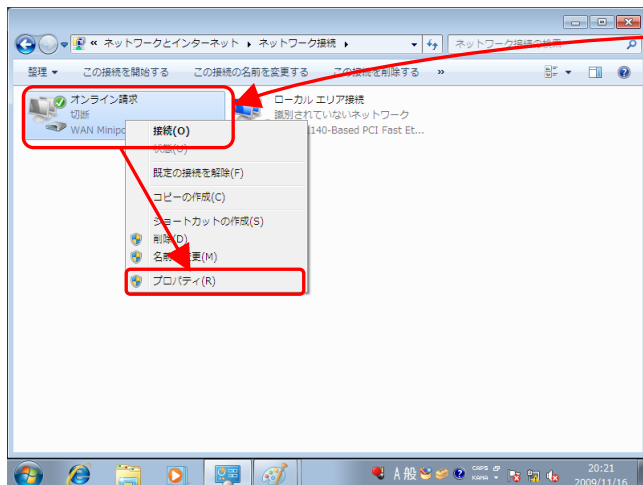 « ネットワークとインターネット ▸ ネットワーク接続 ▸
ネットワーク接続の検索
整理 この接続を開始する この接続の名前を変更する この接続を削除する »
オンライン請求
切断
WAN Minipo
ローカル エリア接続
識別されていないネットワーク
1140-Based PCI Fast Et...
接続(O)
状態(U)
既定の接続を解除(F)
コピーの作成(C)
ショートカットの作成(S)
削除(D)
名前の変更(M)
プロパティ(R)
A 般
CAPS
KANA
20:21
2009/11/16